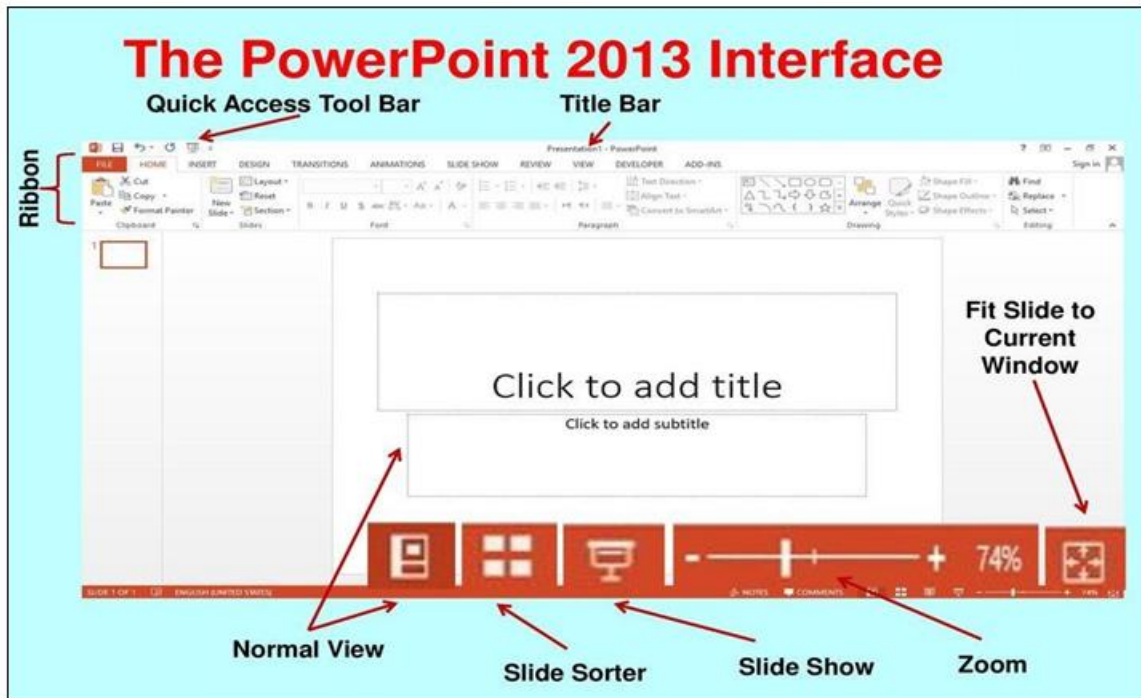 The PowerPoint 2013 Interface
Quick Access Tool Bar
Title Bar
Presentation1 - PowerPoint
Ribbon
FILE HOME INSERT DESIGN TRANSITIONS ANIMATIONS SLIDE SHOW REVIEW VIEW DEVELOPER ADD-INS Sign in
Paste
Cut
Copy
Format Painter
Clipboard
New
Slide
Layout
Reset
Section
Slides
Font
Text Direction
Align Text
Convert to SmartArt
Paragraph
Arrange
Quick
Styles
Shape Fill
Shape Outline
Shape Effects
Drawing
Find
Replace
Select
Editing
1
Fit Slide to
Current
Window
Click to add title
Click to add subtitle
74%
SLIDE 1 OF 1 ENGLISH (UNITED STATES) NOTES COMMENTS 74%
Normal View
Slide Sorter
Slide Show
Zoom